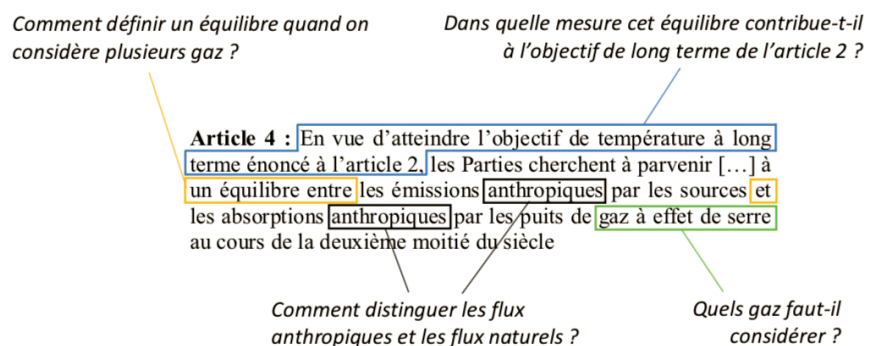 Comment définir un équilibre quand on
considère plusieurs gaz ?
Dans quelle mesure cet équilibre contribue-t-il
à l’objectif de long terme de l’article 2 ?
Article 4 : En vue d’atteindre l’objectif de température à long
terme énoncé à l’article 2, les Parties cherchent à parvenir […] à
un équilibre entre les émissions anthropiques par les sources et
les absorptions anthropiques par les puits de gaz à effet de serre
au cours de la deuxième moitié du siècle
Comment distinguer les flux
anthropiques et les flux naturels ?
Quels gaz faut-il
considérer ?